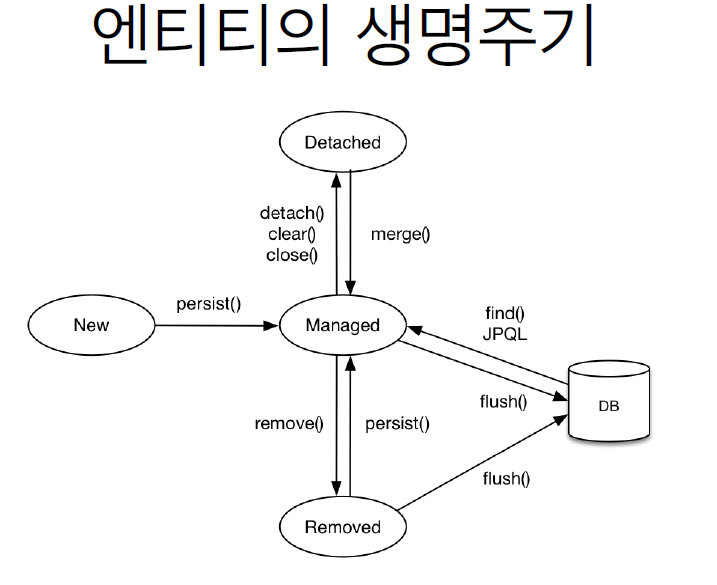 엔티티의 생명주기
Detached
detach()
clear()
close()
merge()
New
persist()
Managed
find()
JPQL
flush()
DB
remove()
persist()
flush()
Removed